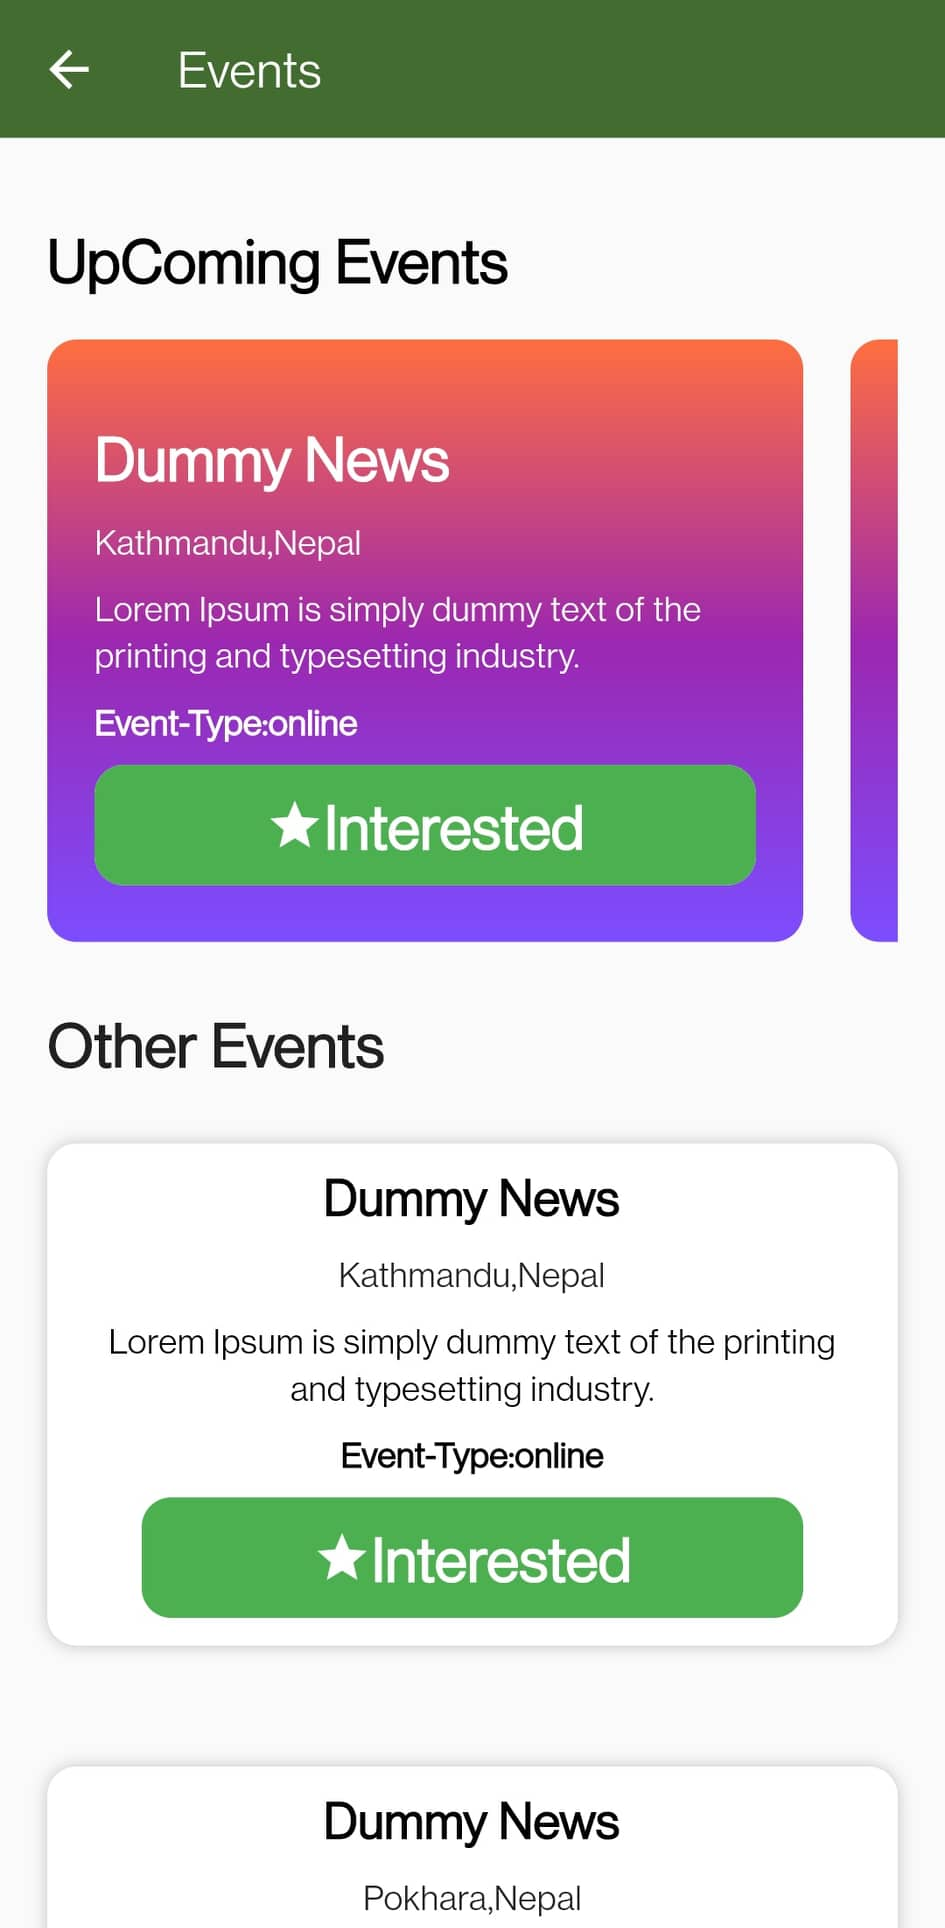 Events
UpComing Events
Dummy News
Kathmandu,Nepal
Lorem Ipsum is simply dummy text of the
printing and typesetting industry.
Event-Type:online
Interested
Other Events
Dummy News
Kathmandu,Nepal
Lorem Ipsum is simply dummy text of the printing
and typesetting industry.
Event-Type:online
Interested
Dummy News
Pokhara,Nepal